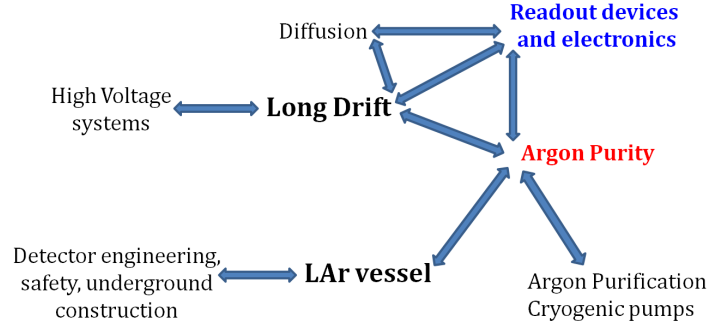 Readout devices
and electronics
Diffusion
High Voltage
systems
Long Drift
Argon Purity
Detector engineering,
safety, underground
construction
LAr vessel
Argon Purification
Cryogenic pumps